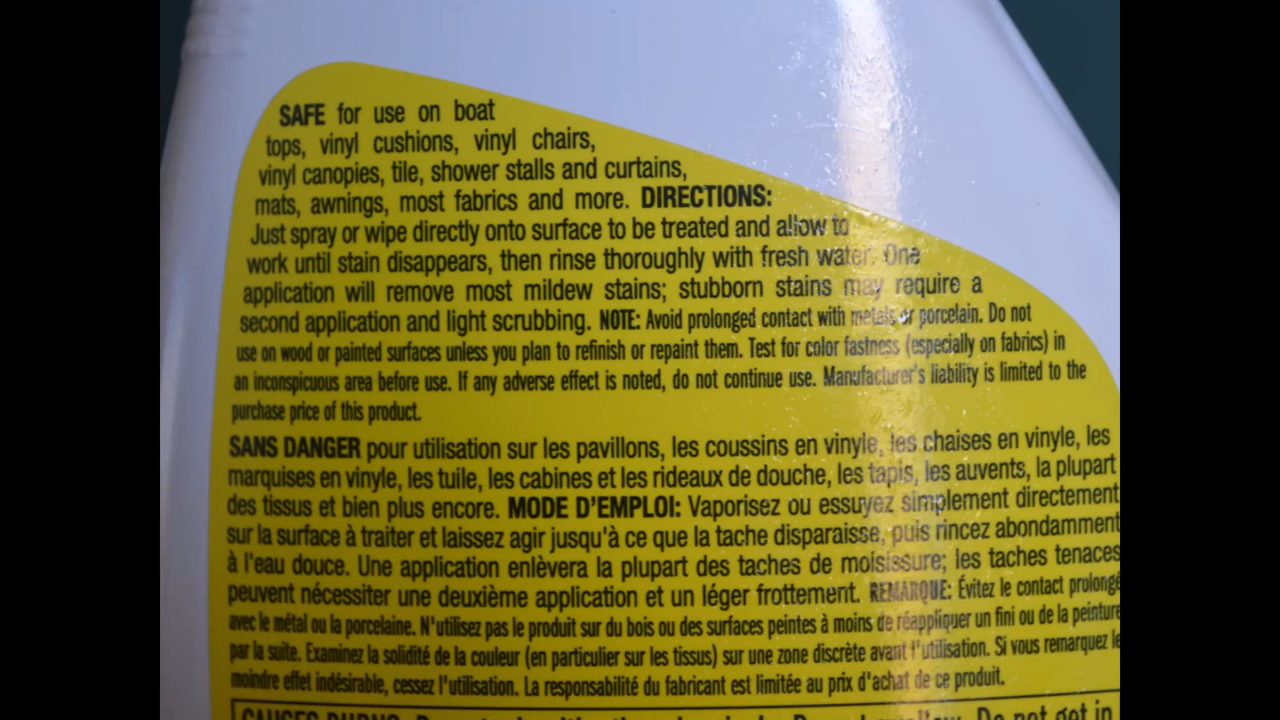 SAFE for use on boat
tops, vinyl cushions, vinyl chairs,
vinyl canopies, tile, shower stalls and curtains,
mats, awnings, most fabrics and more. DIRECTIONS:
Just spray or wipe directly onto surface to be treated and allow to
work until stain disappears, then rinse thoroughly with fresh water. One
application will remove most mildew stains; stubborn stains may require a
second application and light scrubbing. NOTE: Avoid prolonged contact with metals or porcelain. Do not
use on wood or painted surfaces unless you plan to refinish or repaint them. Test for color fastness (especially on fabrics) in
an inconspicuous area before use. If any adverse effect is noted, do not continue use. Manufacturer's liability is limited to the
purchase price of this product.
SANS DANGER pour utilisation sur les pavillons, les coussins en vinyle, les chaises en vinyle, les
marquises en vinyle, les tuile, les cabines et les rideaux de douche, les tapis, les auvents, la plupart
des tissus et bien plus encore. MODE D'EMPLOI: Vaporisez ou essuyez simplement directement
sur la surface à traiter et laissez agir jusqu'à ce que la tache disparaisse, puis rincez abondamment
à l'eau douce. Une application enlèvera la plupart des taches de moisissure; les taches tenaces
peuvent nécessiter une deuxième application et un léger frottement. REMARQUE: Évitez le contact prolongé
avec le métal ou la porcelaine. N'utilisez pas le produit sur du bois ou des surfaces peintes à moins de réappliquer un fini ou de la peinture
par la suite. Examinez la solidité de la couleur (en particulier sur les tissus) sur une zone discrète avant l'utilisation. Si vous remarquez le
moindre effet indésirable, cessez l'utilisation. La responsabilité du fabricant est limitée au prix d'achat de ce produit.
Do not get in